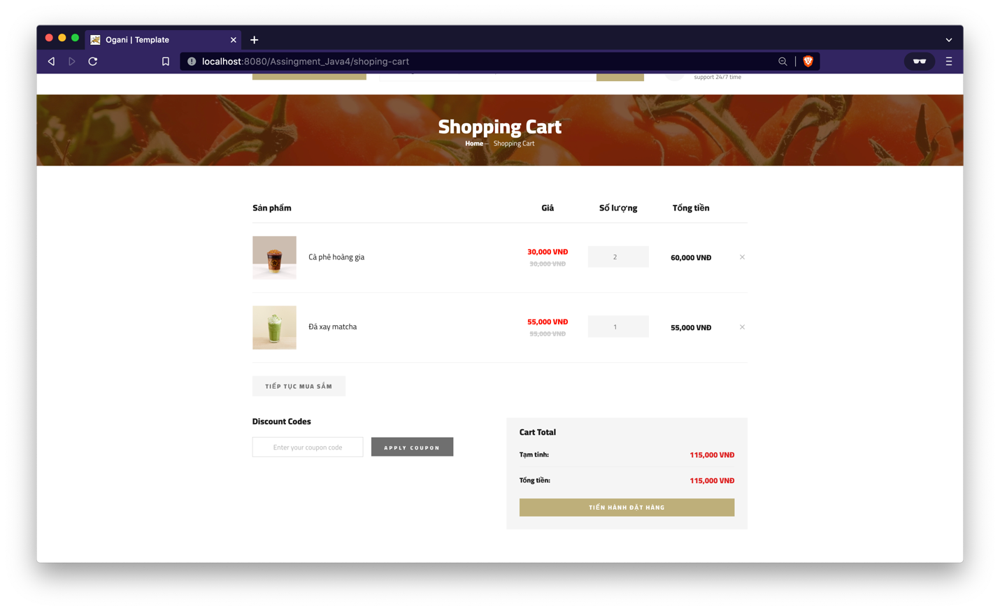 Ogani | Template
localhost:8080/Assingment_Java4/shoping-cart
support 24/7 time
Shopping Cart
Home — Shopping Cart
Sản phẩm Giá Số lượng Tổng tiền
Cà phê hoàng gia 30,000 VNĐ 2 60,000 VNĐ
30,000 VNĐ
Đá xay matcha 55,000 VNĐ 1 55,000 VNĐ
55,000 VNĐ
TIẾP TỤC MUA SẮM
Discount Codes
Enter your coupon code APPLY COUPON
Cart Total
Tạm tính: 115,000 VNĐ
Tổng tiền: 115,000 VNĐ
TIẾN HÀNH ĐẶT HÀNG